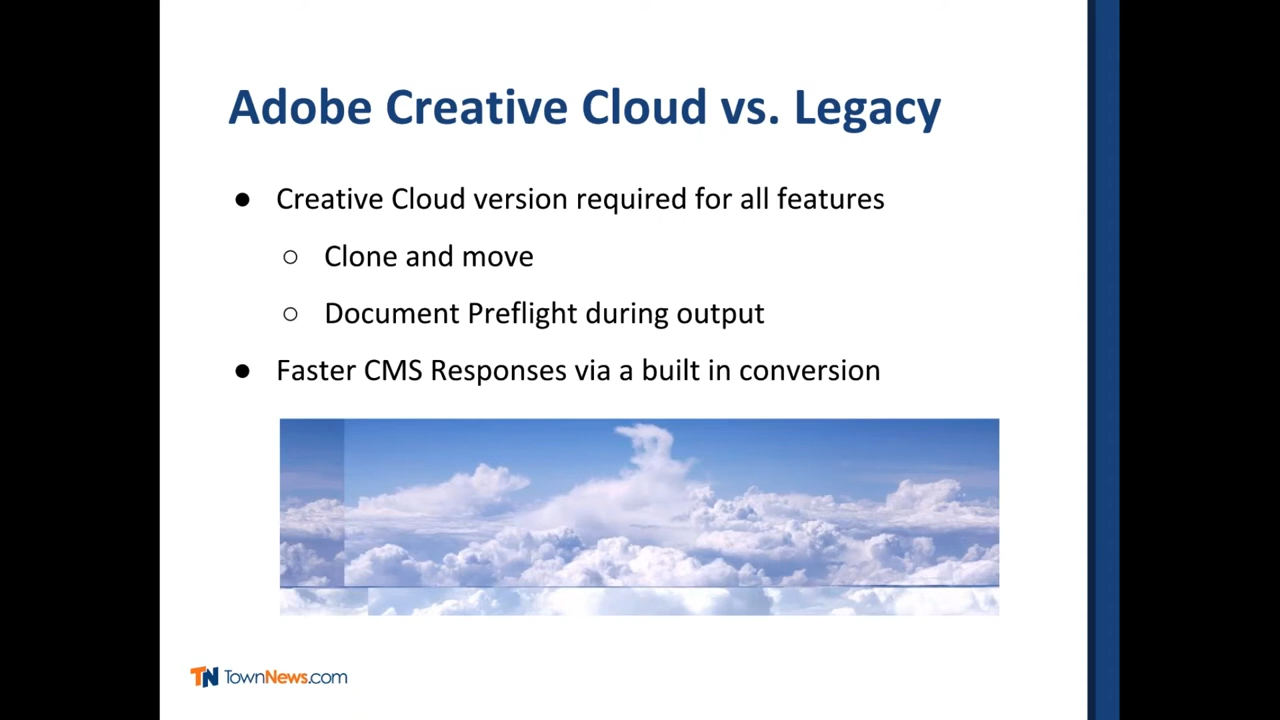 Adobe Creative Cloud vs. Legacy
● Creative Cloud version required for all features
○ Clone and move
○ Document Preflight during output
● Faster CMS Responses via a built in conversion
TN TownNews.com